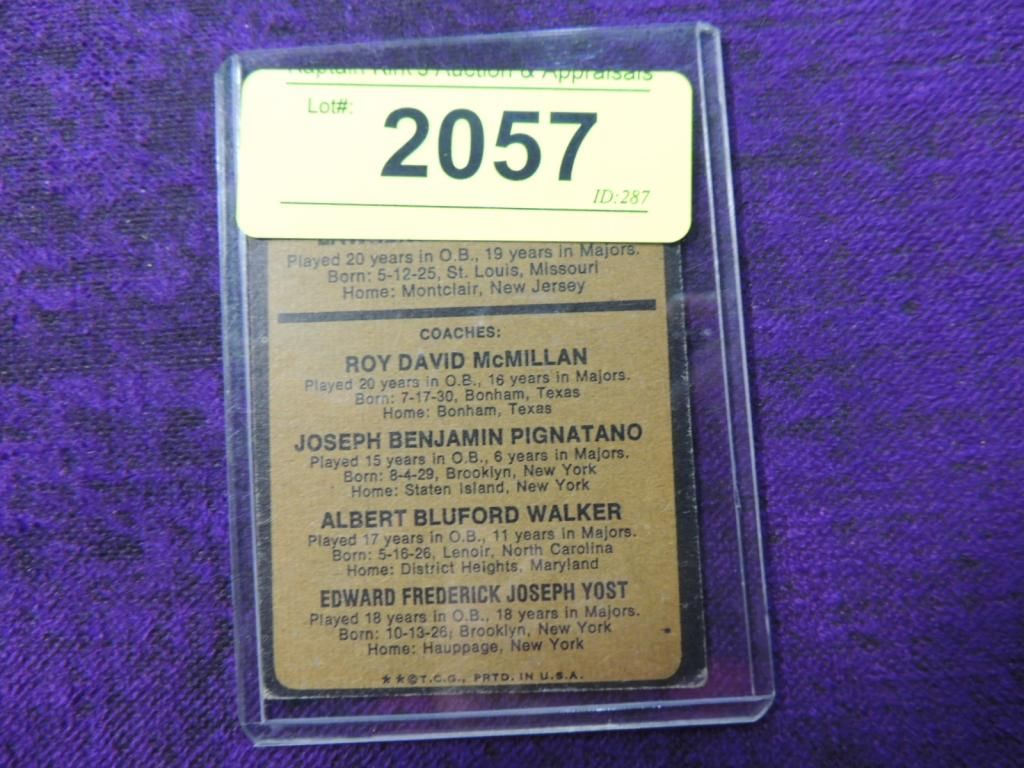 Auction & Appraisals
Lot#:
2057
ID:287
Played 20 years in O.B., 19 years in Majors.
Born: 5-12-25, St. Louis, Missouri
Home: Montclair, New Jersey
COACHES:
ROY DAVID McMILLAN
Played 20 years in O.B., 16 years in Majors.
Born: 7-17-30, Bonham, Texas
Home: Bonham, Texas
JOSEPH BENJAMIN PIGNATANO
Played 15 years in O.B., 6 years in Majors.
Born: 8-4-29, Brooklyn, New York
Home: Staten Island, New York
ALBERT BLUFORD WALKER
Played 17 years in O.B., 11 years in Majors.
Born: 5-16-26, Lenoir, North Carolina
Home: District Heights, Maryland
EDWARD FREDERICK JOSEPH YOST
Played 18 years in O.B., 18 years in Majors.
Born: 10-13-26, Brooklyn, New York
Home: Hauppage, New York
**©T.C.G., PRTD. IN U.S.A.